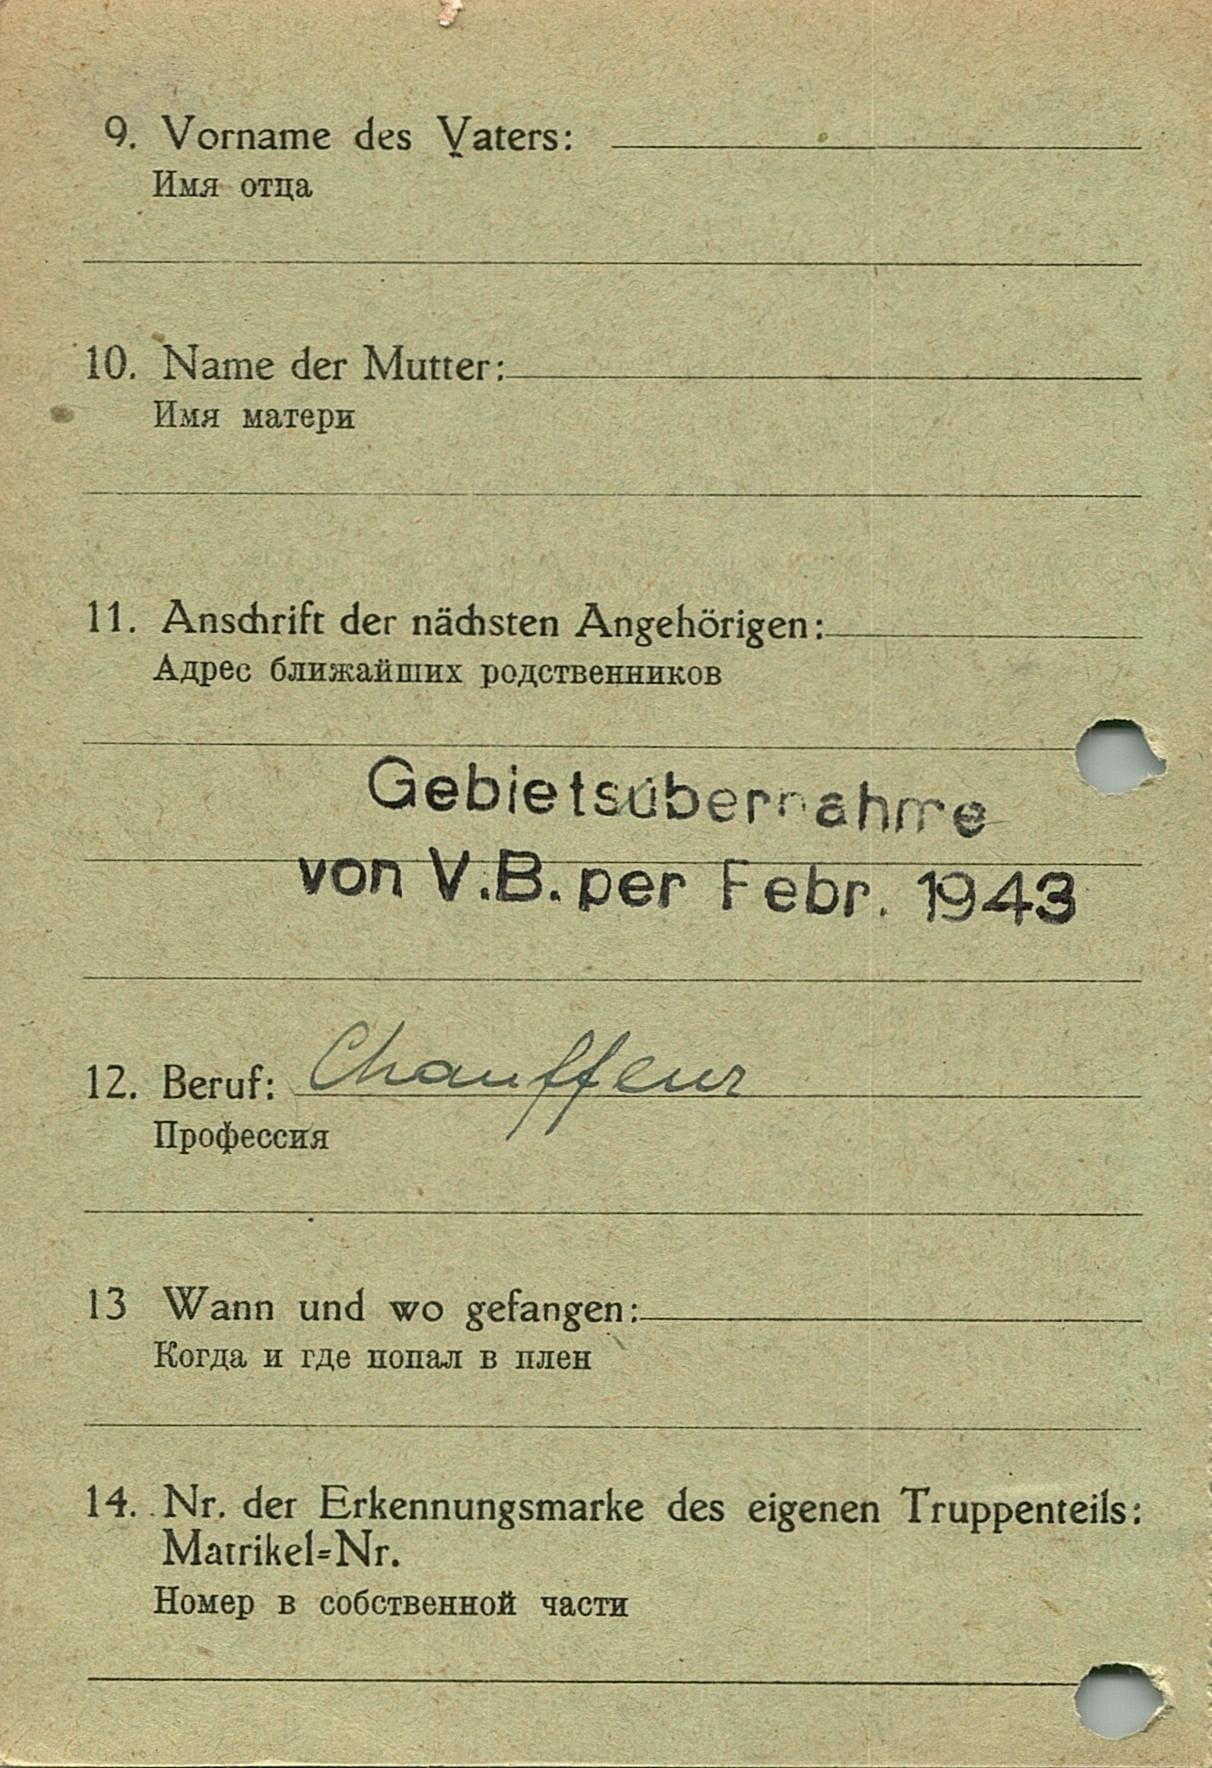 9. Vorname des Vaters:
Имя отца
10. Name der Mutter:
Имя матери
11. Anschrift der nächsten Angehörigen:
Адрес ближайших родственников
Gebietsübernahme
von V.B. per Febr. 1943
12. Beruf: Chauffeur
Профессия
13 Wann und wo gefangen:
Когда и где попал в плен
14. Nr. der Erkennungsmarke des eigenen Truppenteils:
Matrikel=Nr.
Номер в собственной части